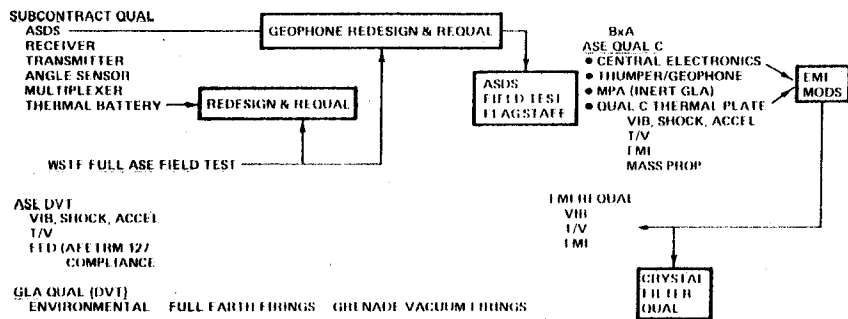 SUBCONTRACT QUAL
ASDS
RECEIVER
TRANSMITTER
ANGLE SENSOR
MULTIPLEXER
THERMAL BATTERY
GEOPHONE REDESIGN & REQUAL
REDESIGN & REQUAL
WSTF FULL ASE FIELD TEST
ASDS
FIELD TEST
FLAGSTAFF
BxA
ASE QUAL C
• CENTRAL ELECTRONICS
• THUMPER/GEOPHONE
• MPA (INERT GLA)
• QUAL C THERMAL PLATE
VIB, SHOCK, ACCEL
T/V
EMI
MASS PROP
EMI
MODS
EMI REQUAL
VIB
T/V
EMI
CRYSTAL
FILTER
QUAL
ASE DVT
VIB, SHOCK, ACCEL
T/V
COMPLIANCE
GLA QUAL (DVT)
ENVIRONMENTAL FULL EARTH FIRINGS GRENADE VACUUM FIRINGS